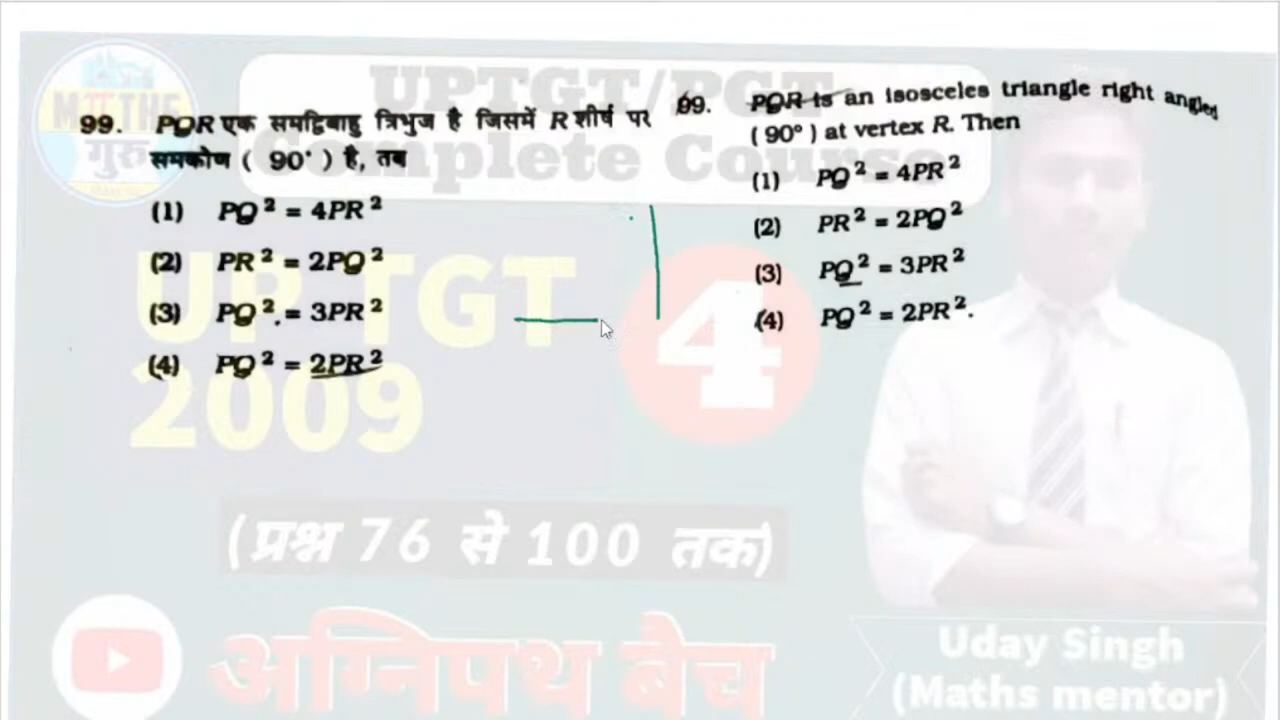 UPTGT/PGT
Complete Course
MπTHE
गुरु
99. PQR एक समद्विबाहु त्रिभुज है जिसमें R शीर्ष पर
समकोण ( 90° ) है, तब
(1) PQ² = 4PR²
(2) PR² = 2PQ²
(3) PQ² = 3PR²
(4) PQ² = 2PR²
99. PQR is an isosceles triangle right angled
( 90° ) at vertex R. Then
(1) PQ² = 4PR²
(2) PR² = 2PQ²
(3) PQ² = 3PR²
(4) PQ² = 2PR².
UP TGT
2009
4
(प्रश्न 76 से 100 तक)
अग्निपथ बैच
Uday Singh
(Maths mentor)